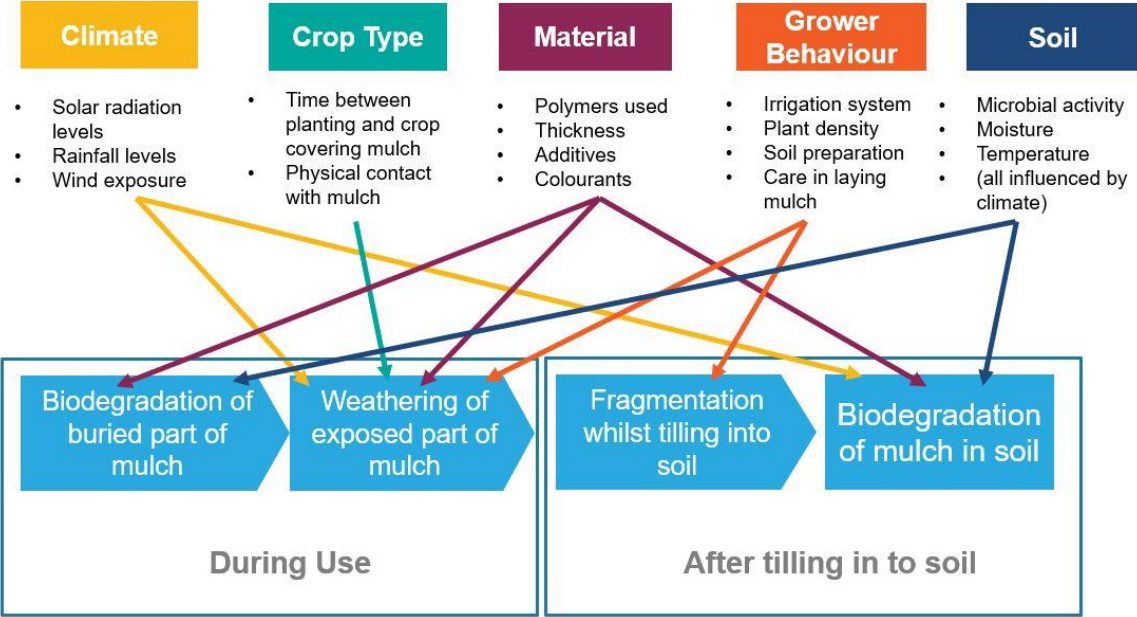 Climate
• Solar radiation
levels
• Rainfall levels
• Wind exposure
Crop Type
• Time between
planting and crop
covering mulch
• Physical contact
with mulch
Material
• Polymers used
• Thickness
• Additives
• Colourants
Grower
Behaviour
• Irrigation system
• Plant density
• Soil preparation
• Care in laying
mulch
Soil
• Microbial activity
• Moisture
• Temperature
• (all influenced by
climate)
Biodegradation of
buried part of
mulch
Weathering of
exposed part of
mulch
During Use
Fragmentation
whilst tilling into
soil
Biodegradation
of mulch in soil
After tilling in to soil